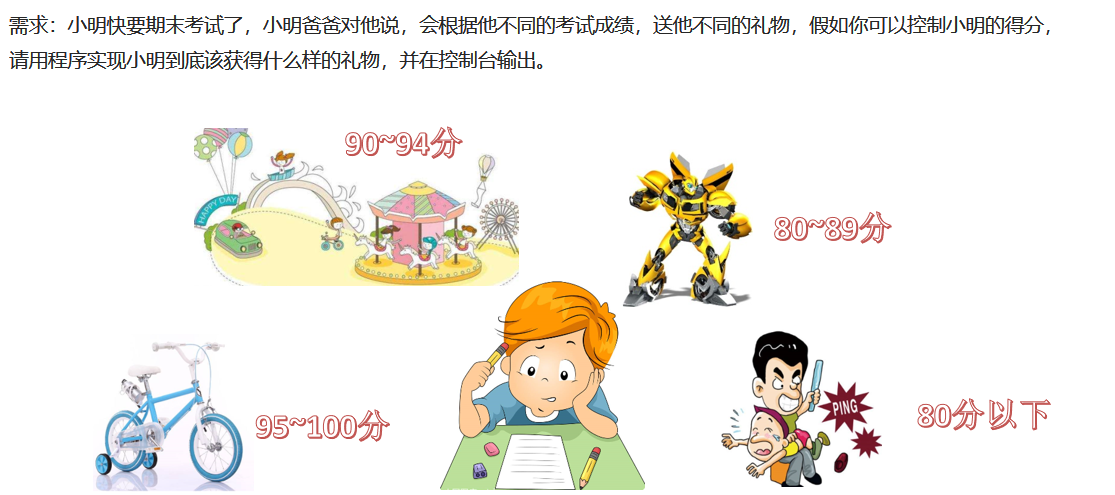 需求：小明快要期末考试了，小明爸爸对他说，会根据他不同的考试成绩，送他不同的礼物，假如你可以控制小明的得分，
请用程序实现小明到底该获得什么样的礼物，并在控制台输出。
90~94分
HAPPY DAY
80~89分
95~100分
PING
80分以下